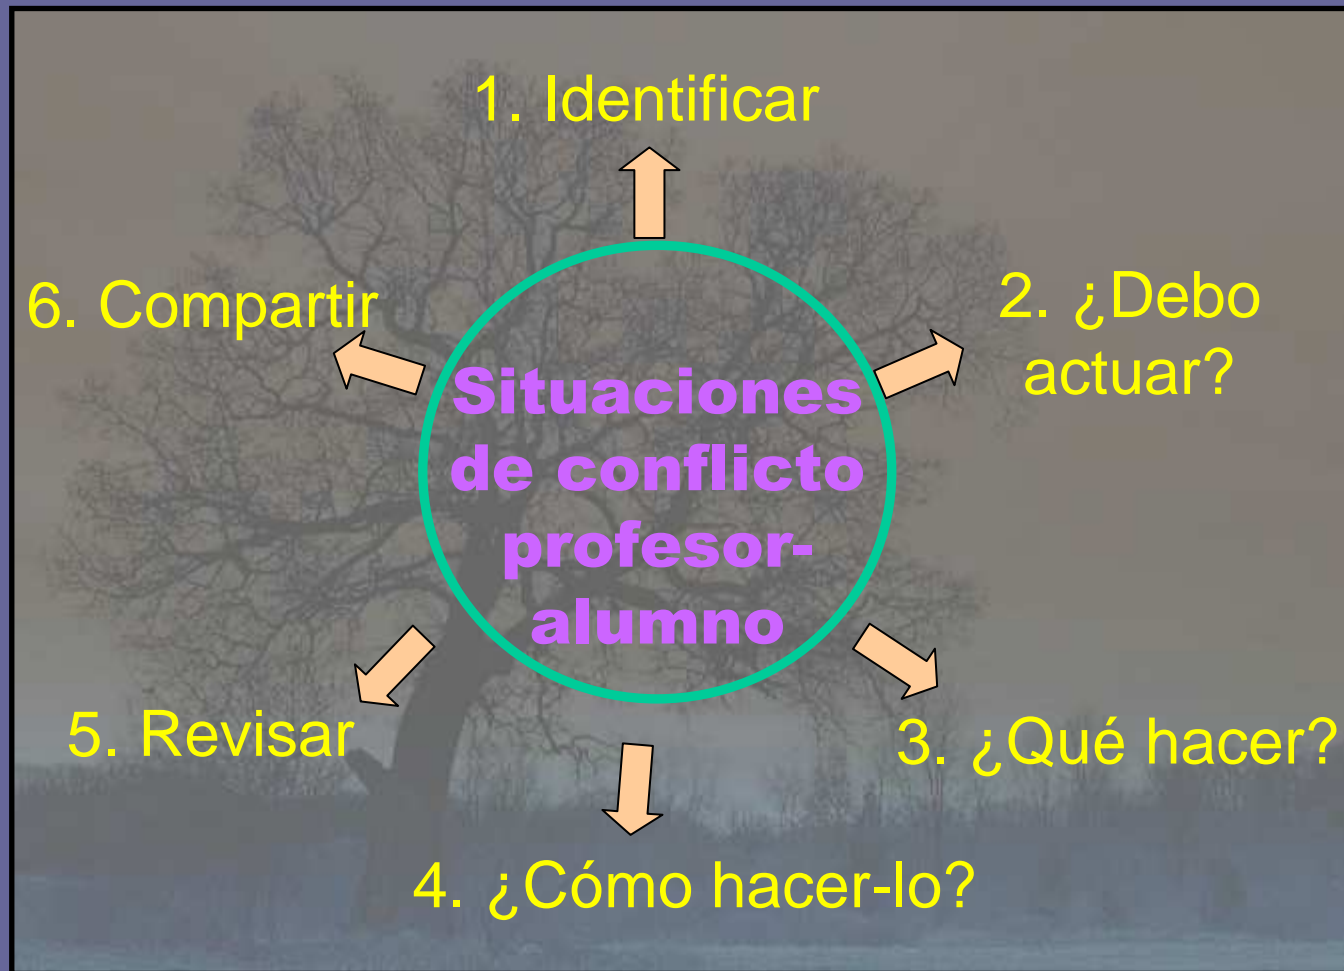 1. Identificar
2. ¿Debo
actuar?
3. ¿Qué hacer?
4. ¿Cómo hacer-lo?
5. Revisar
6. Compartir
Situaciones
de conflicto
profesor-
alumno